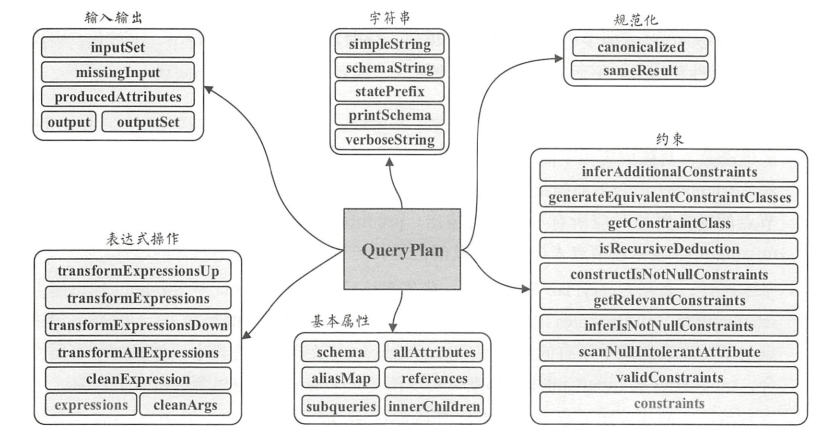 输入输出
inputSet
missingInput
producedAttributes
output outputSet
字符串
simpleString
schemaString
statePrefix
printSchema
verboseString
规范化
canonicalized
sameResult
约束
inferAdditionalConstraints
generateEquivalentConstraintClasses
getConstraintClass
isRecursiveDeduction
constructIsNotNullConstraints
getRelevantConstraints
inferIsNotNullConstraints
scanNullIntolerantAttribute
validConstraints
constraints
QueryPlan
表达式操作
transformExpressionsUp
transformExpressions
transformExpressionsDown
transformAllExpressions
cleanExpression
expressions cleanArgs
基本属性
schema allAttributes
aliasMap references
subqueries innerChildren